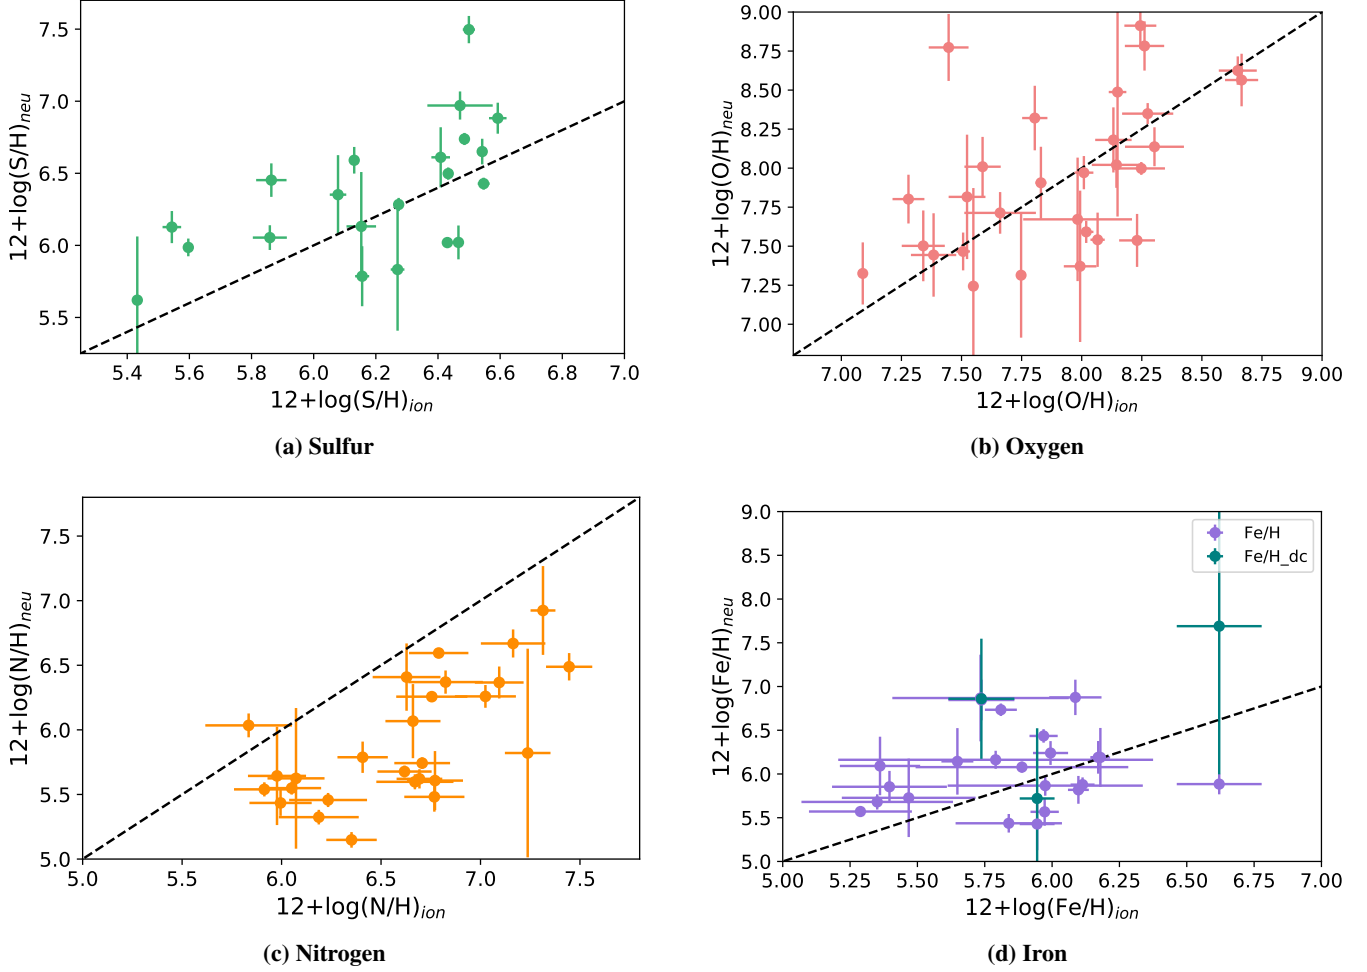 7.5
7.0
6.5
6.0
5.5
12+log(S/H)neu
5.4 5.6 5.8 6.0 6.2 6.4 6.6 6.8 7.0
12+log(S/H)ion
(a) Sulfur
9.00
8.75
8.50
8.25
8.00
7.75
7.50
7.25
7.00
12+log(O/H)neu
7.00 7.25 7.50 7.75 8.00 8.25 8.50 8.75 9.00
12+log(O/H)ion
(b) Oxygen
7.5
7.0
6.5
6.0
5.5
5.0
12+log(N/H)neu
5.0 5.5 6.0 6.5 7.0 7.5
12+log(N/H)ion
(c) Nitrogen
9.0
8.5
8.0
7.5
7.0
6.5
6.0
5.5
5.0
12+log(Fe/H)neu
Fe/H
Fe/H_dc
5.00 5.25 5.50 5.75 6.00 6.25 6.50 6.75 7.00
12+log(Fe/H)ion
(d) Iron